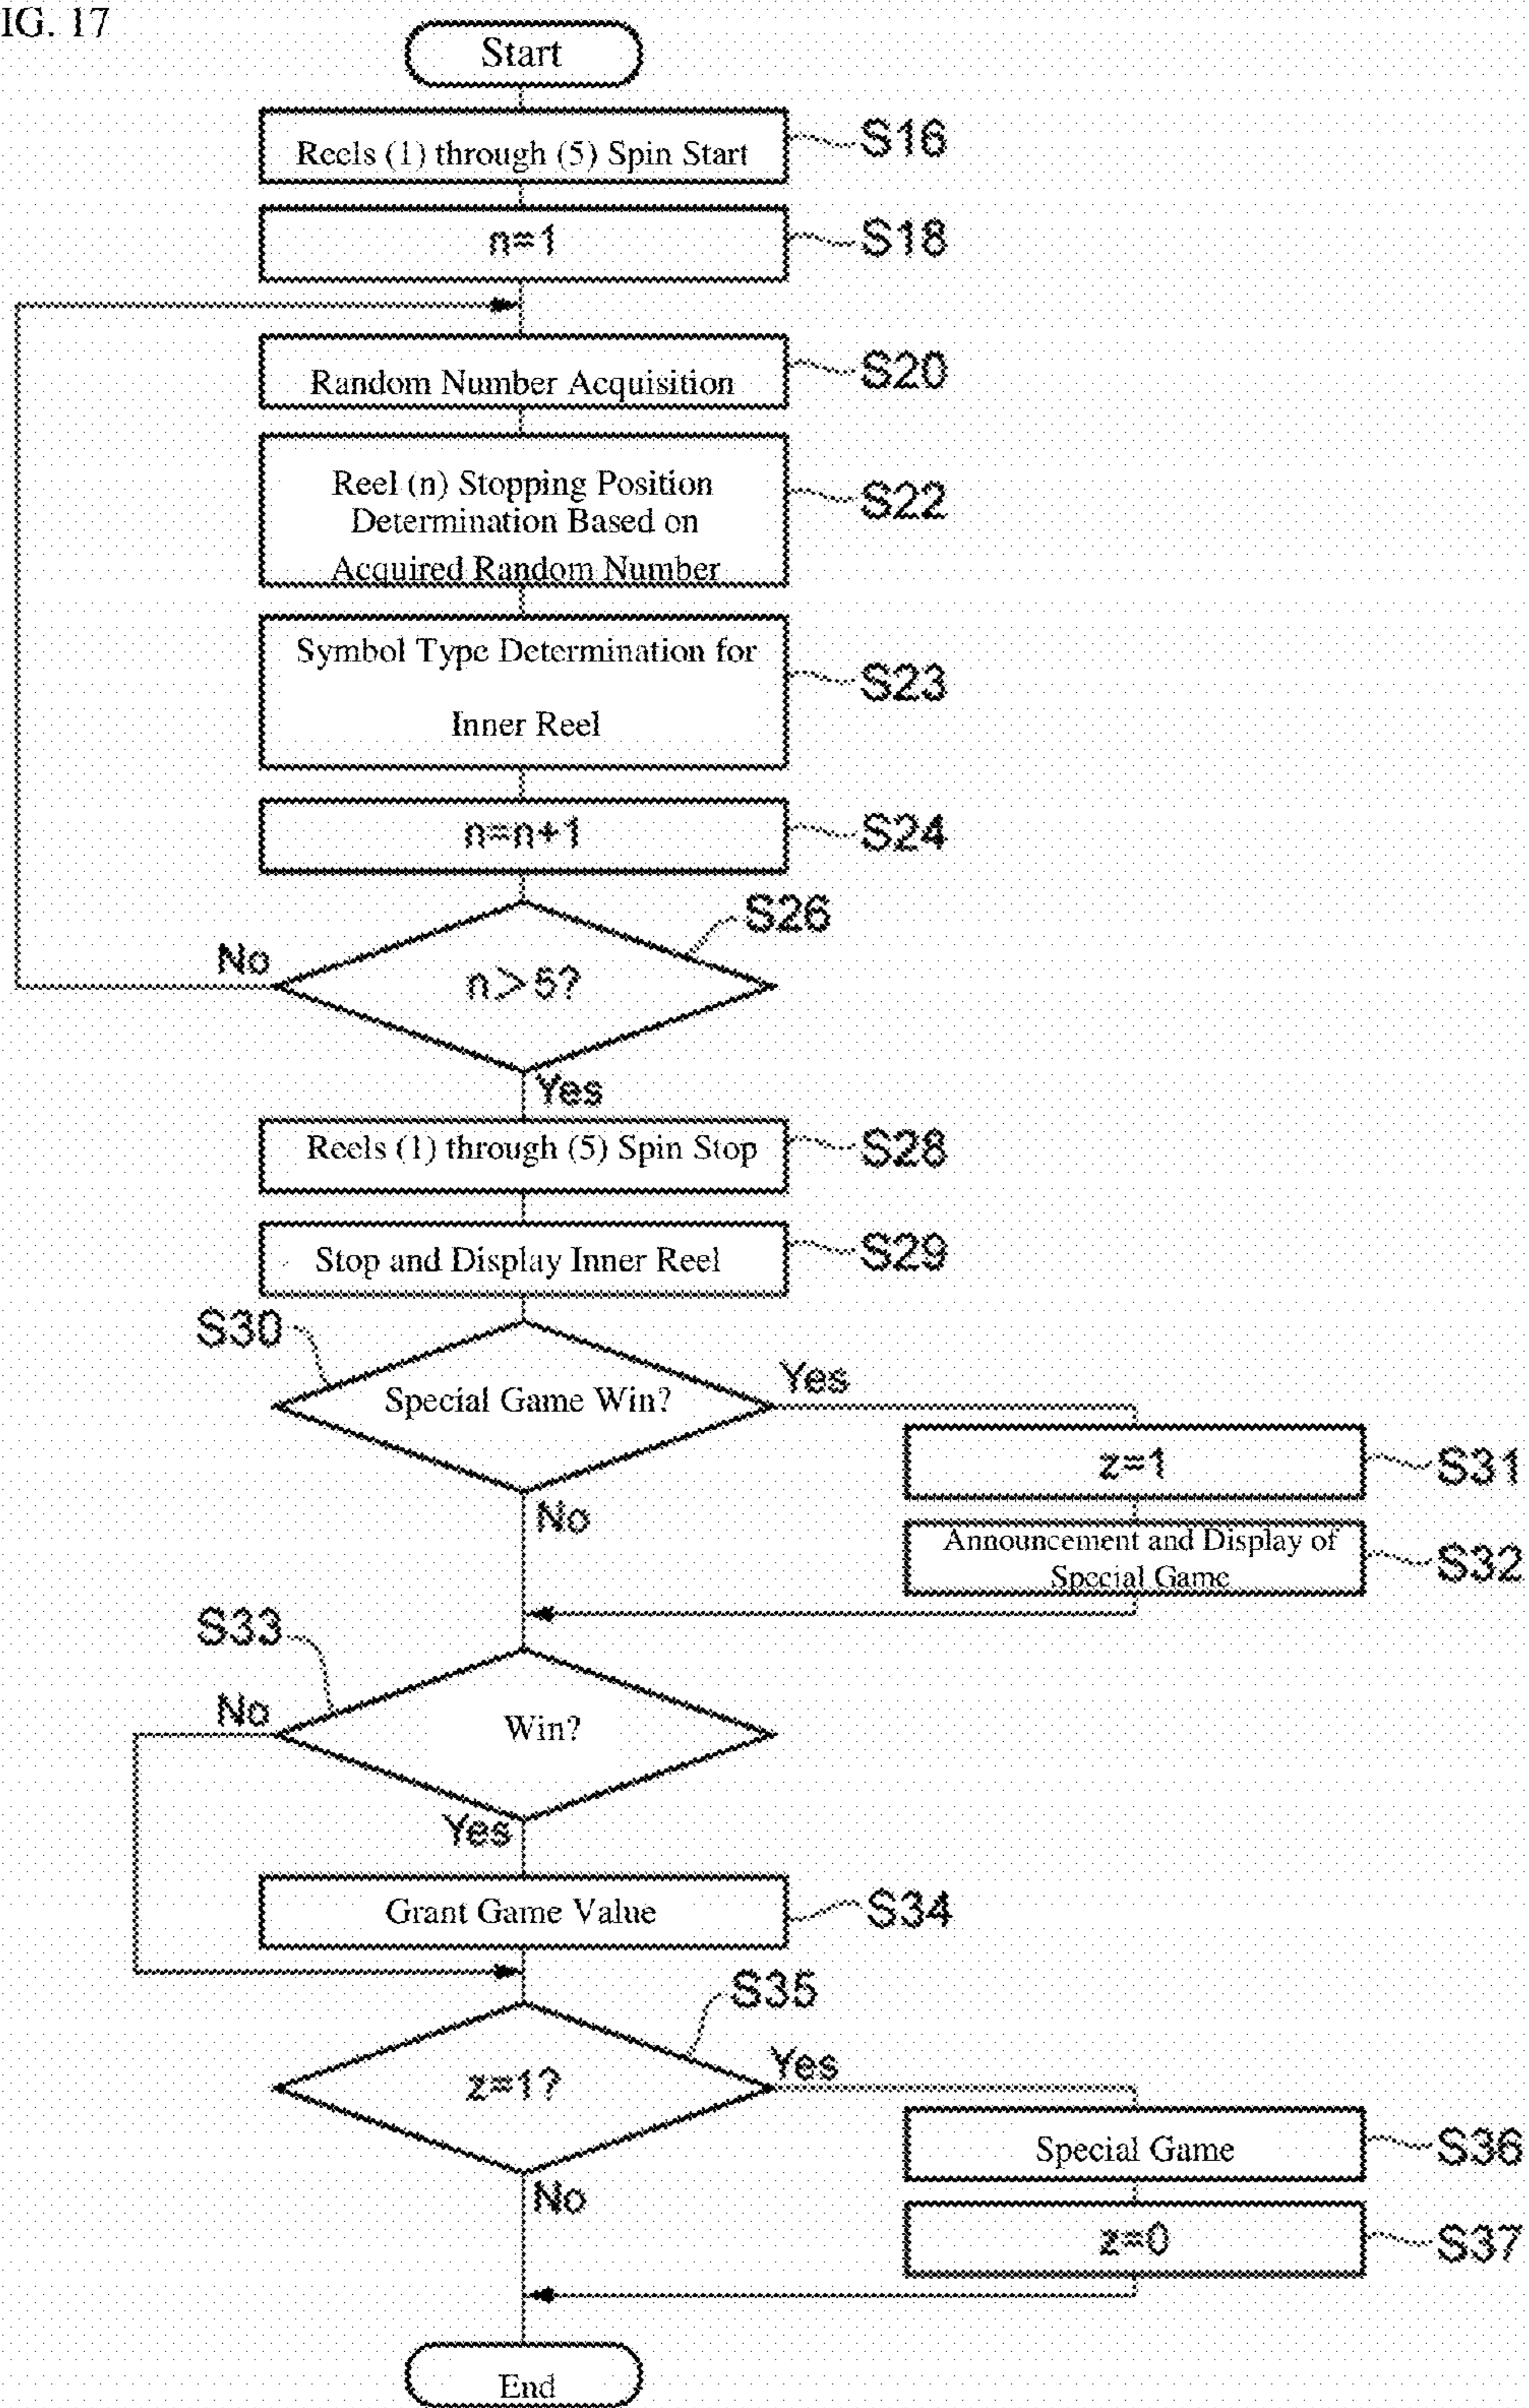 IG. 17
Start
Reels (1) through (5) Spin Start
S16
n=1
S18
Random Number Acquisition
S20
Reel (n) Stopping Position
Determination Based on
Acquired Random Number
S22
Symbol Type Determination for
Inner Reel
S23
n=n+1
S24
S26
No
n>5?
Yes
Reels (1) through (5) Spin Stop
S28
Stop and Display Inner Reel
S29
S30
Special Game Win?
Yes
z=1
S31
No
Announcement and Display of
Special Game
S32
S33
No
Win?
Yes
Grant Game Value
S34
S35
z=1?
Yes
Special Game
S36
No
z=0
S37
End